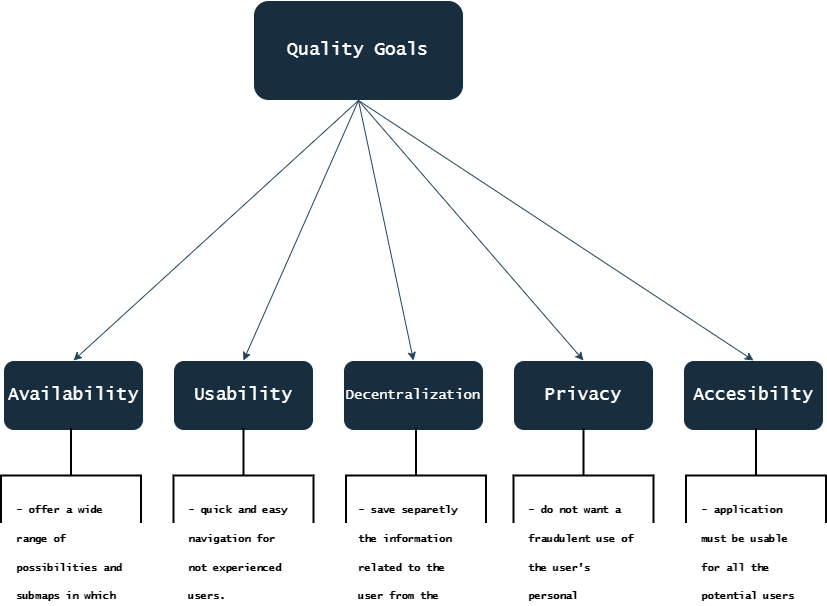 Quality Goals
Availability
Usability
Decentralization
Privacy
Accesibilty
- offer a wide
range of
possibilities and
submaps in which
- quick and easy
navigation for
not experienced
users.
- save separetly
the information
related to the
user from the
- do not want a
fraudulent use of
the user's
personal
- application
must be usable
for all the
potential users